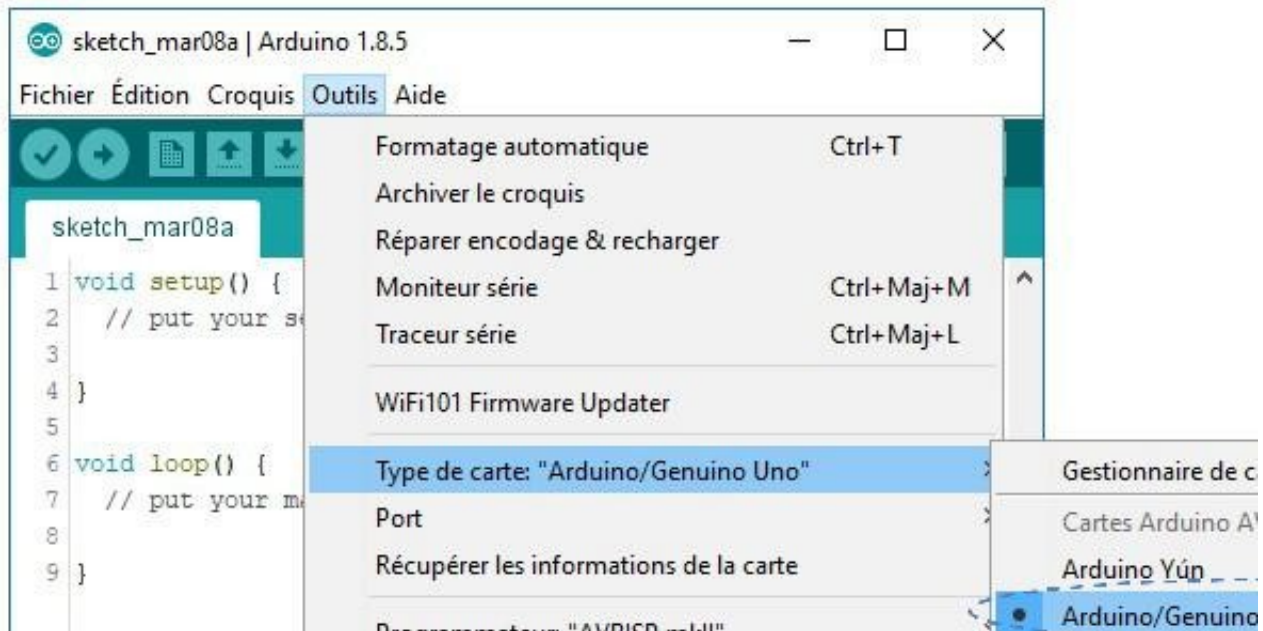 sketch_mar08a | Arduino 1.8.5
Fichier Édition Croquis Outils Aide
Formatage automatique Ctrl+T
Archiver le croquis
sketch_mar08a
Réparer encodage & recharger
1 void setup() {
Moniteur série Ctrl+Maj+M
2 // put your
Traceur série Ctrl+Maj+L
3
4 }
WiFi101 Firmware Updater
5
6 void loop() {
Type de carte: "Arduino/Genuino Uno"
Gestionnaire de
7 // put your
Port
Cartes Arduino
8
Récupérer les informations de la carte
Arduino Yún
9 }
Arduino/Genuino
Programmateur: "AVRISP mkII"